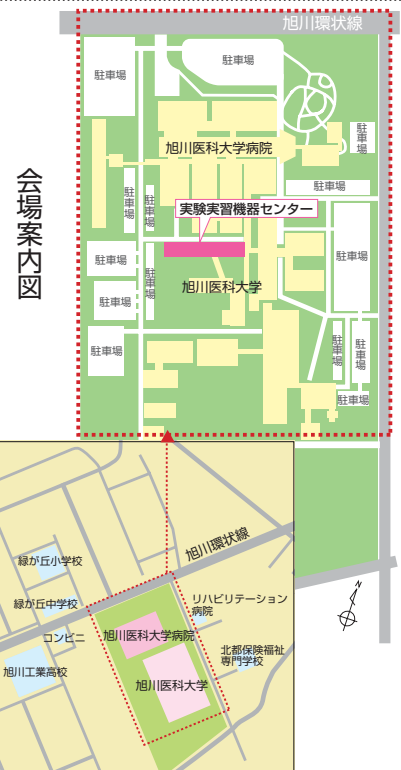 会場案内図
旭川環状線
駐車場
駐車場
旭川医科大学病院
駐車場
駐車場
駐車場
駐車場
実験実習機器センター
駐車場
駐車場
駐車場
旭川医科大学
駐車場
駐車場
駐車場
駐車場
駐車場
旭川環状線
緑が丘小学校
リハビリテーション
病院
緑が丘中学校
コンビニ
旭川医科大学病院
北都保険福祉
専門学校
旭川工業高校
旭川医科大学
N